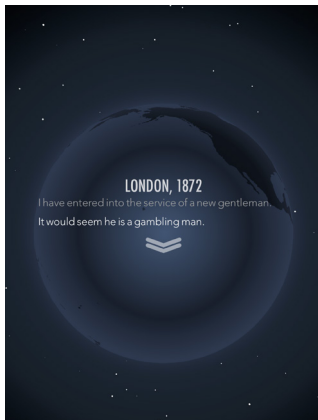 LONDON, 1872
I have entered into the service of a new gentleman.
It would seem he is a gambling man.